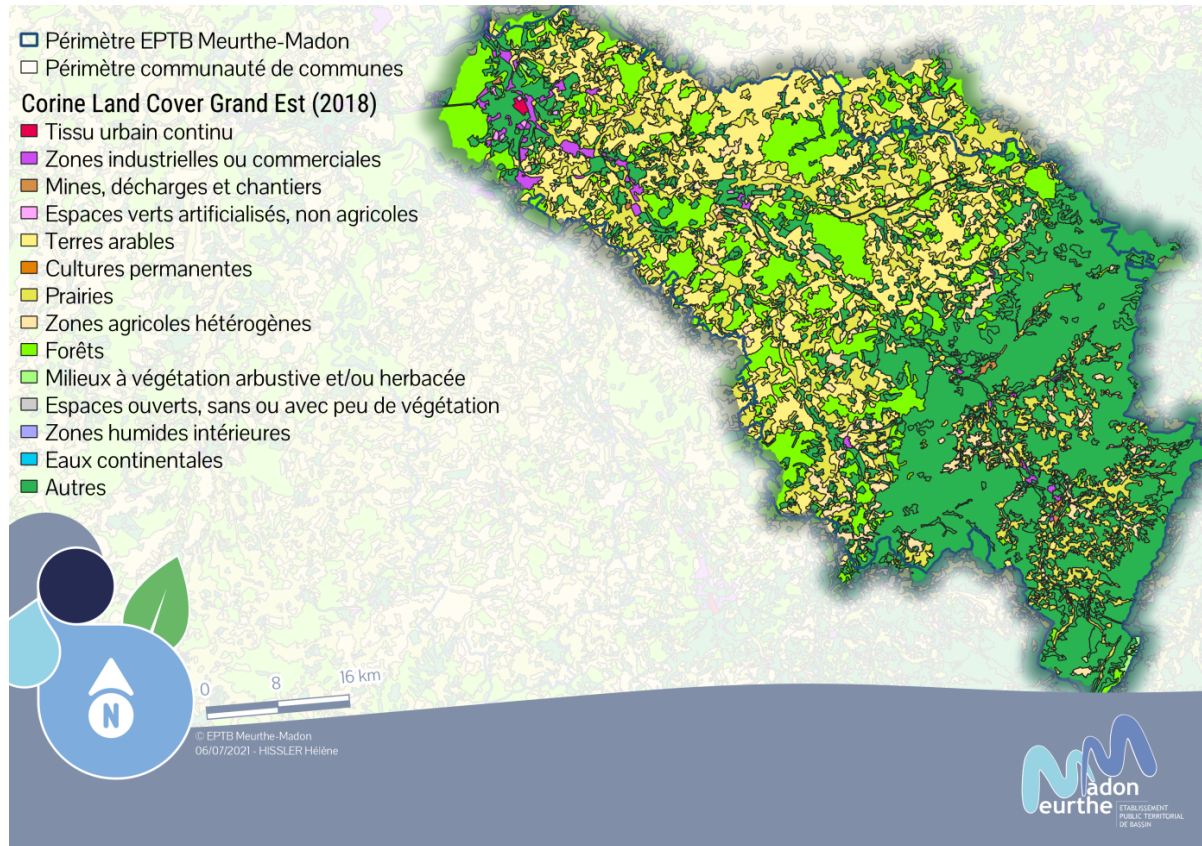 Périmètre EPTB Meurthe-Madon
Périmètre communauté de communes
Corine Land Cover Grand Est (2018)
Tissu urbain continu
Zones industrielles ou commerciales
Mines, décharges et chantiers
Espaces verts artificialisés, non agricoles
Terres arables
Cultures permanentes
Prairies
Zones agricoles hétérogènes
Forêts
Milieux à végétation arbustive et/ou herbacée
Espaces ouverts, sans ou avec peu de végétation
Zones humides intérieures
Eaux continentales
Autres
N
0 8 16 km
© EPTB Meurthe-Madon
06/07/2021 - HISSLER Hélène
Madon
Meurthe
ETABLISSEMENT
PUBLIC TERRITORIAL
DE BASSIN